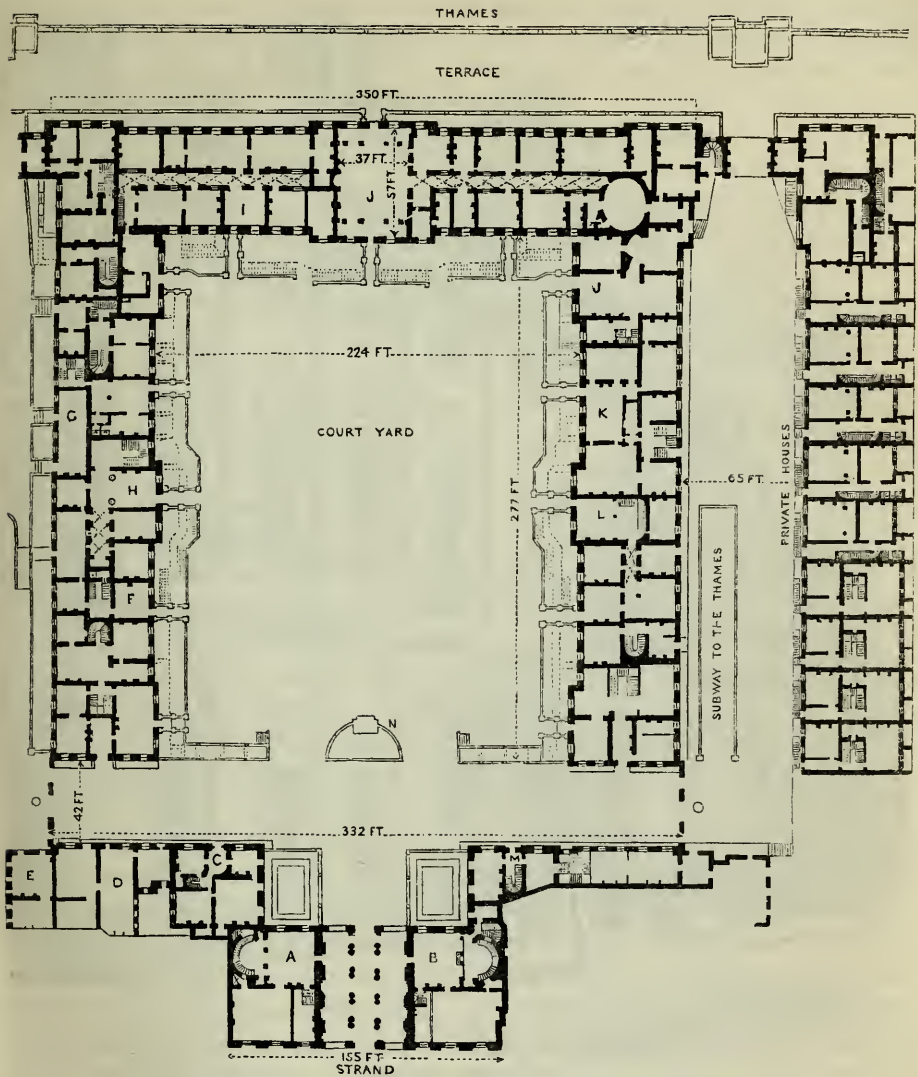 THAMES
TERRACE
350 FT.
37 FT.
57 FT.
J
I
A
J
224 FT.
G
K
COURT YARD
PRIVATE HOUSES
H
65 FT.
277 FT
L
F
SUBWAY TO THE THAMES
N
42 FT.
332 FT.
E
D
C
M
A
B
155 FT.
STRAND